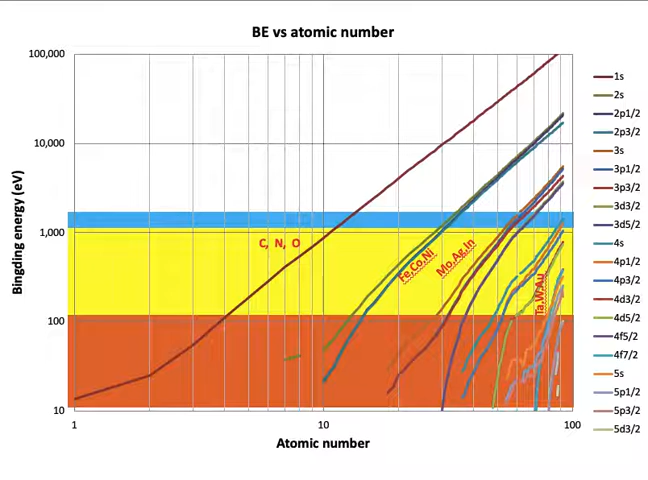 BE vs atomic number
100,000
10,000
1,000
100
10
Bingding energy (eV)
C, N, O
Fe,Co,Ni
Mo,Ag,In
Ta,W,Au
1
10
100
Atomic number
1s
2s
2p1/2
2p3/2
3s
3p1/2
3p3/2
3d3/2
3d5/2
4s
4p1/2
4p3/2
4d3/2
4d5/2
4f5/2
4f7/2
5s
5p1/2
5p3/2
5d3/2